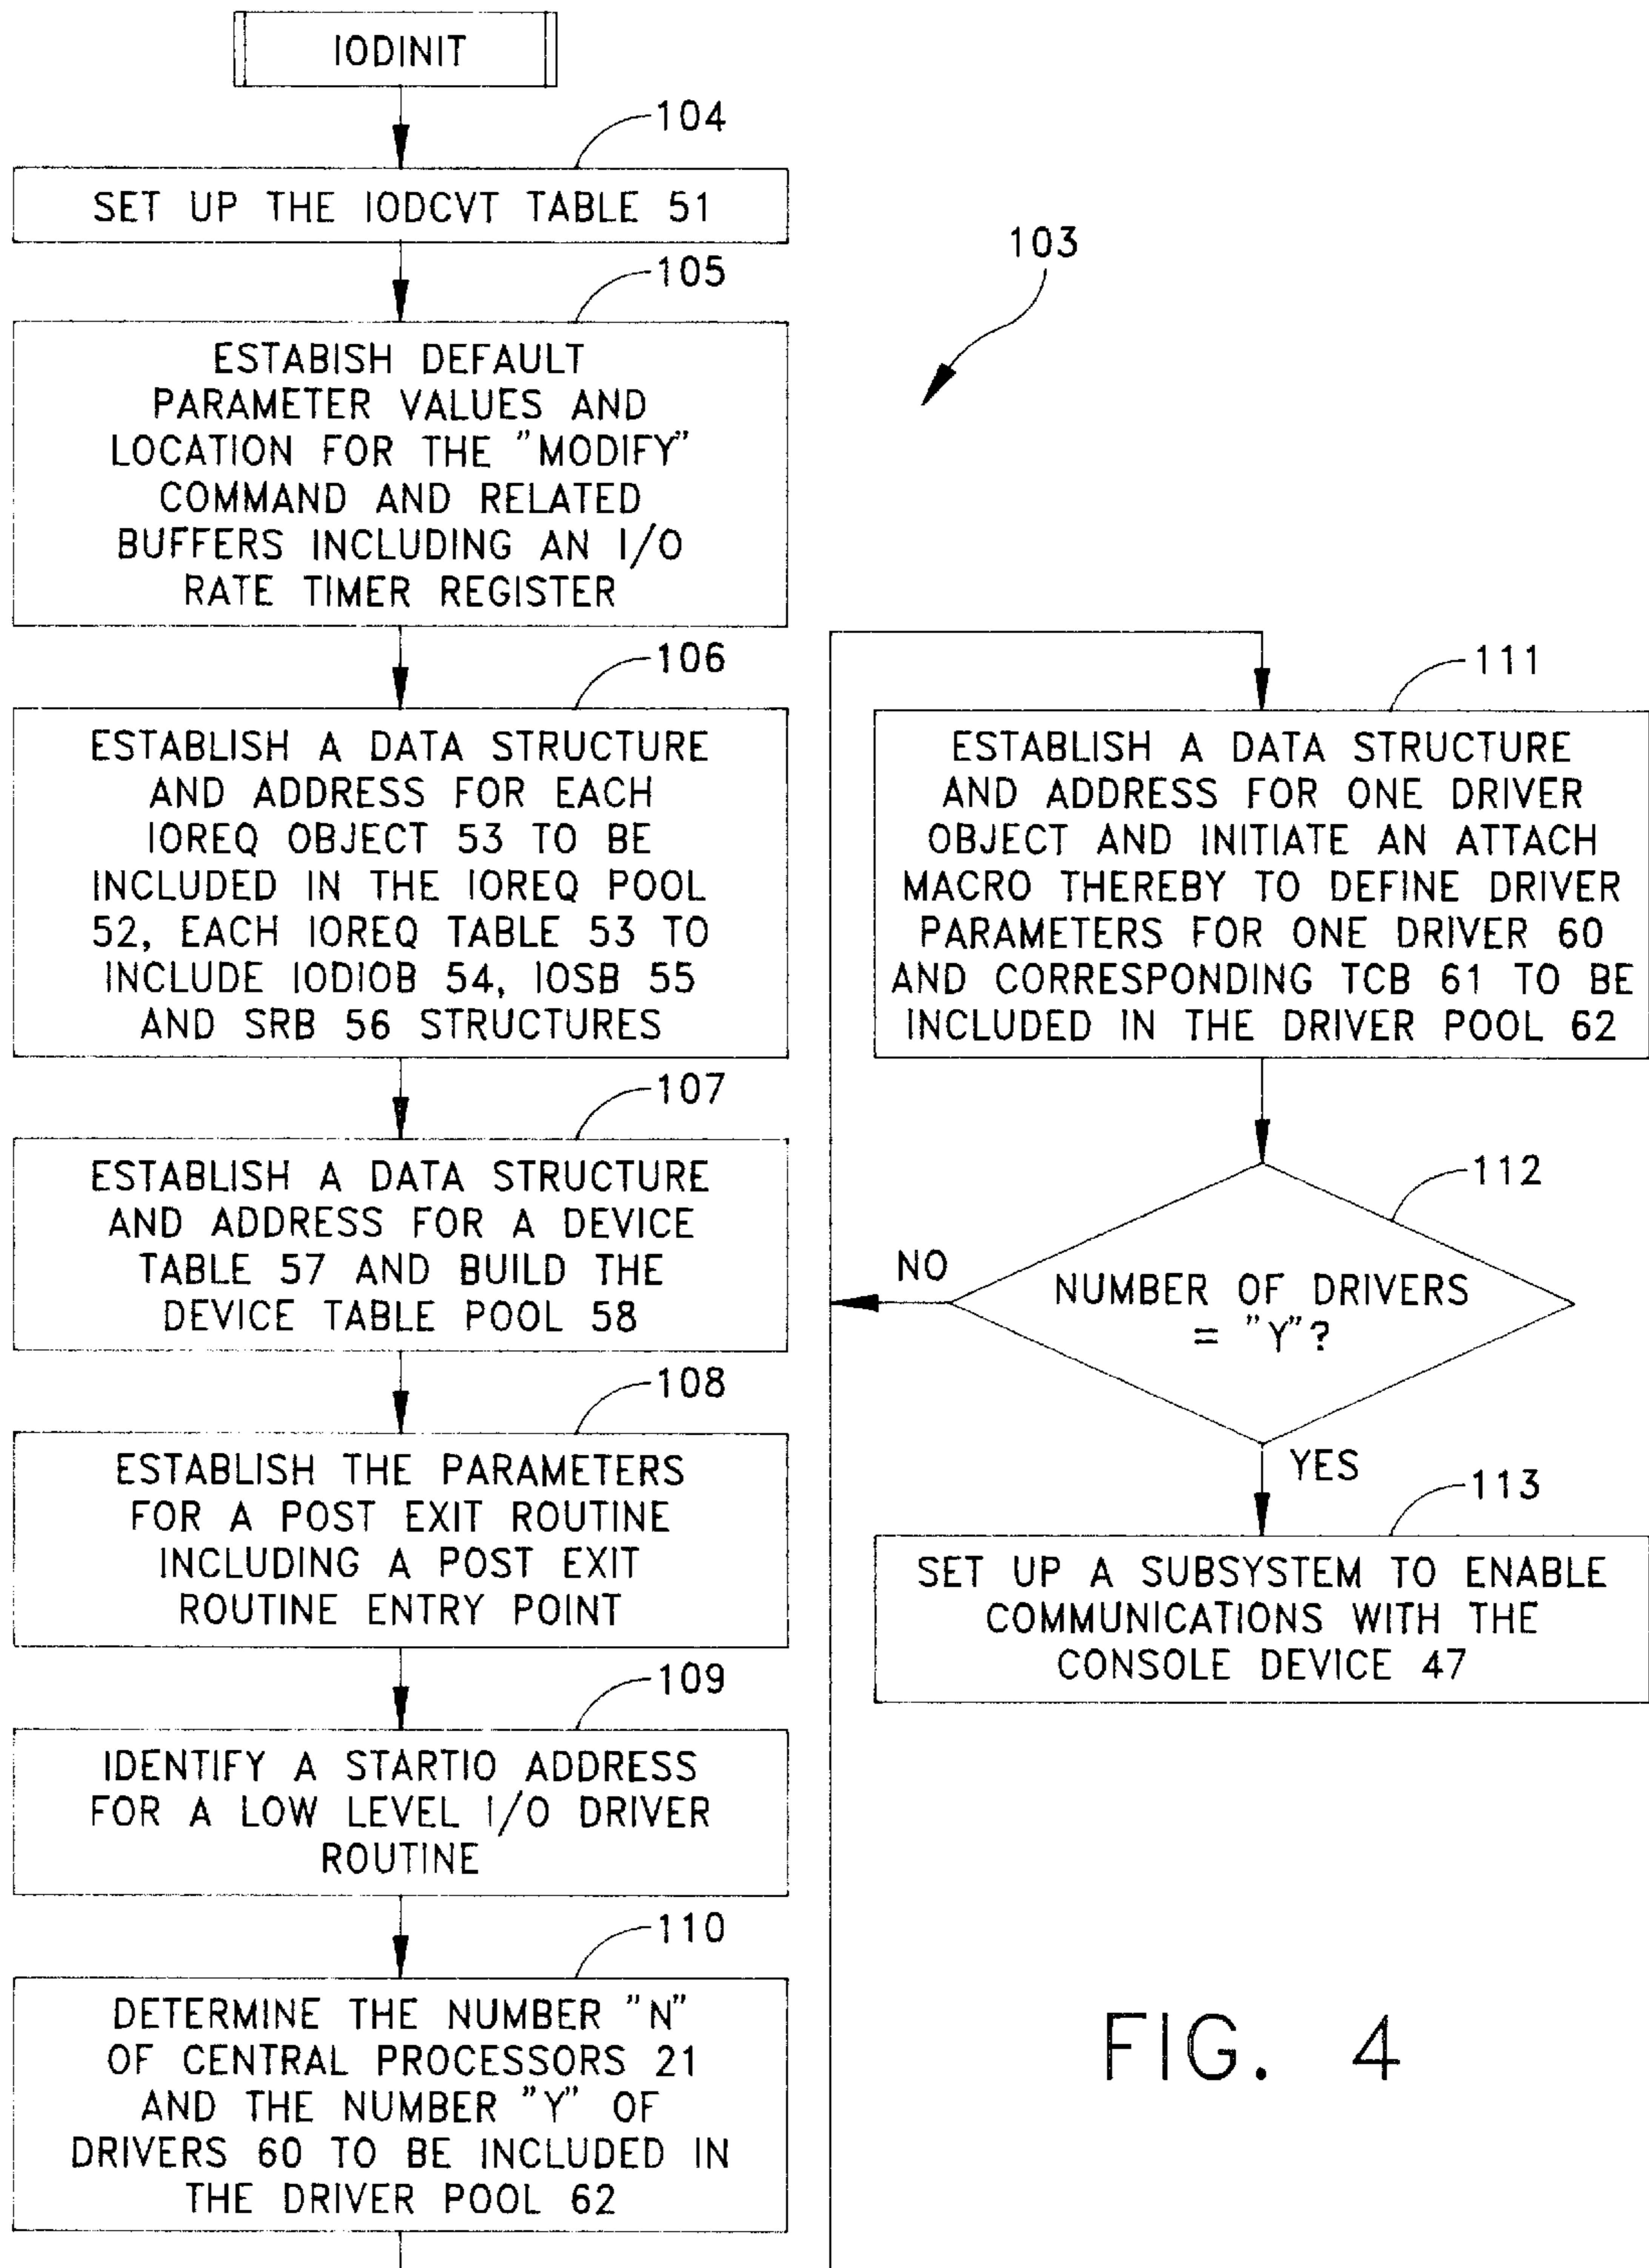 IODINIT
104
SET UP THE IODCVT TABLE 51
103
105
ESTABISH DEFAULT
PARAMETER VALUES AND
LOCATION FOR THE "MODIFY"
COMMAND AND RELATED
BUFFERS INCLUDING AN I/O
RATE TIMER REGISTER
106
ESTABLISH A DATA STRUCTURE
AND ADDRESS FOR EACH
IOREQ OBJECT 53 TO BE
INCLUDED IN THE IOREQ POOL
52, EACH IOREQ TABLE 53 TO
INCLUDE IODIOB 54, IOSB 55
AND SRB 56 STRUCTURES
107
ESTABLISH A DATA STRUCTURE
AND ADDRESS FOR A DEVICE
TABLE 57 AND BUILD THE
DEVICE TABLE POOL 58
108
ESTABLISH THE PARAMETERS
FOR A POST EXIT ROUTINE
INCLUDING A POST EXIT
ROUTINE ENTRY POINT
109
IDENTIFY A STARTIO ADDRESS
FOR A LOW LEVEL I/O DRIVER
ROUTINE
110
DETERMINE THE NUMBER "N"
OF CENTRAL PROCESSORS 21
AND THE NUMBER "Y" OF
DRIVERS 60 TO BE INCLUDED IN
THE DRIVER POOL 62
111
ESTABLISH A DATA STRUCTURE
AND ADDRESS FOR ONE DRIVER
OBJECT AND INITIATE AN ATTACH
MACRO THEREBY TO DEFINE DRIVER
PARAMETERS FOR ONE DRIVER 60
AND CORRESPONDING TCB 61 TO BE
INCLUDED IN THE DRIVER POOL 62
112
NO
NUMBER OF DRIVERS
= "Y"?
YES
113
SET UP A SUBSYSTEM TO ENABLE
COMMUNICATIONS WITH THE
CONSOLE DEVICE 47
FIG. 4